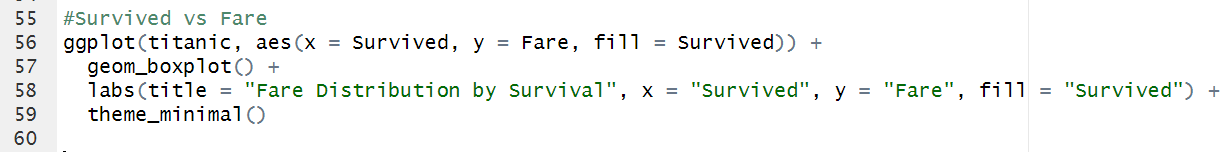 55 #Survived vs Fare
56 ggplot(titanic, aes(x = Survived, y = Fare, fill = Survived)) +
57   geom_boxplot() +
58   labs(title = "Fare Distribution by Survival", x = "Survived", y = "Fare", fill = "Survived") +
59   theme_minimal()
60